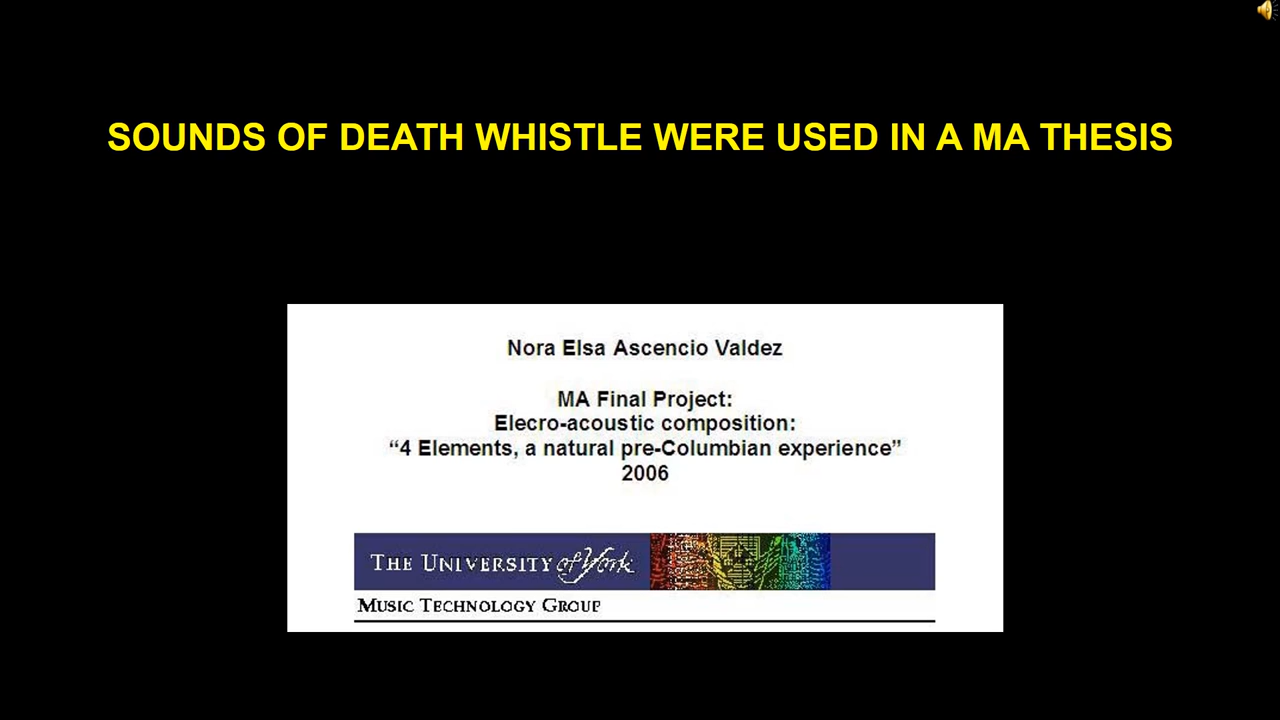 SOUNDS OF DEATH WHISTLE WERE USED IN A MA THESIS
Nora Elsa Ascencio Valdez
MA Final Project:
Elecro-acoustic composition:
“4 Elements, a natural pre-Columbian experience”
2006
THE UNIVERSITY of York
MUSIC TECHNOLOGY GROUP